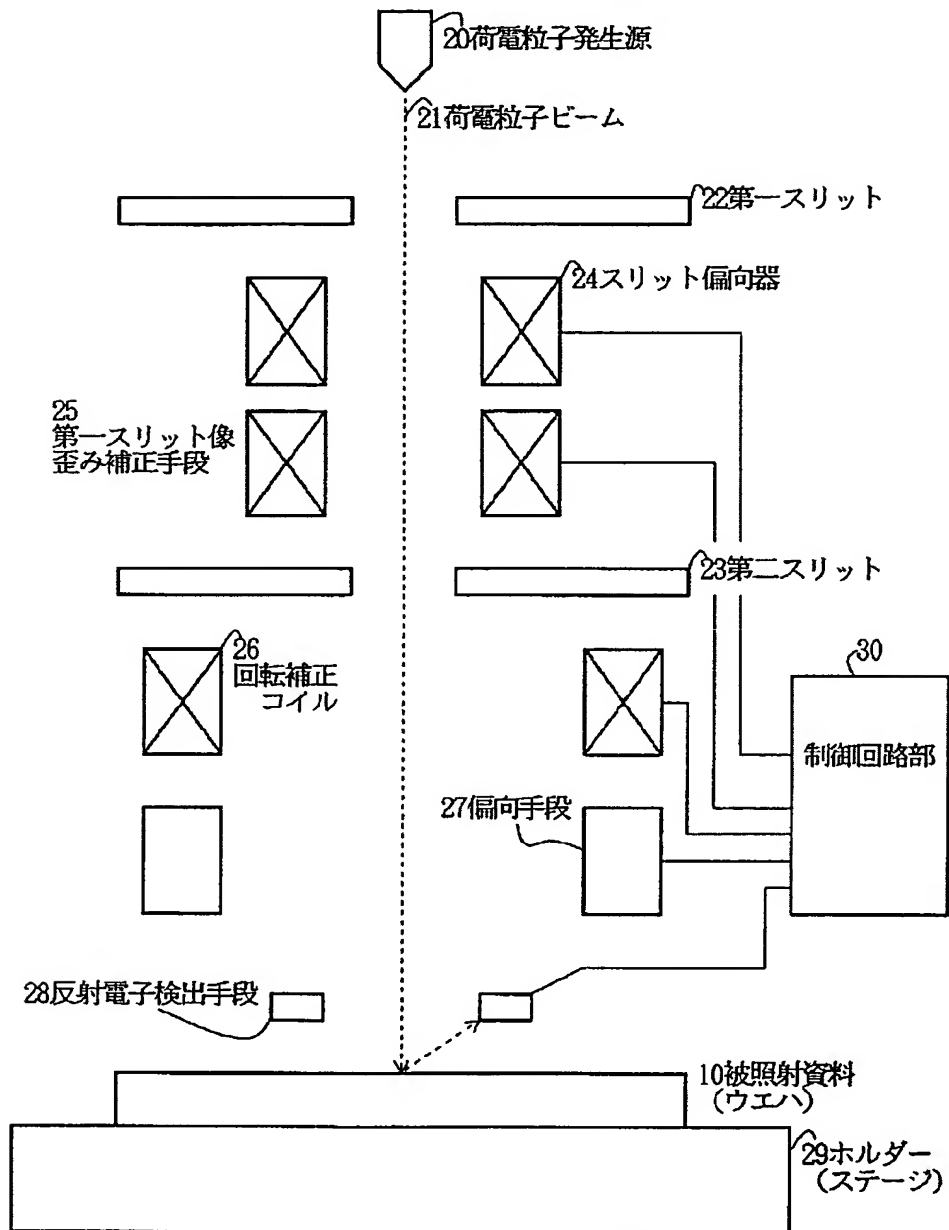 20荷電粒子発生源
21荷電粒子ビーム
22第一スリット
24スリット偏向器
25
第一スリット像
歪み補正手段
23第二スリット
26
回転補正
コイル
30
制御回路部
27偏向手段
28反射電子検出手段
10被照射資料
(ウエハ)
29ホルダー
(ステージ)